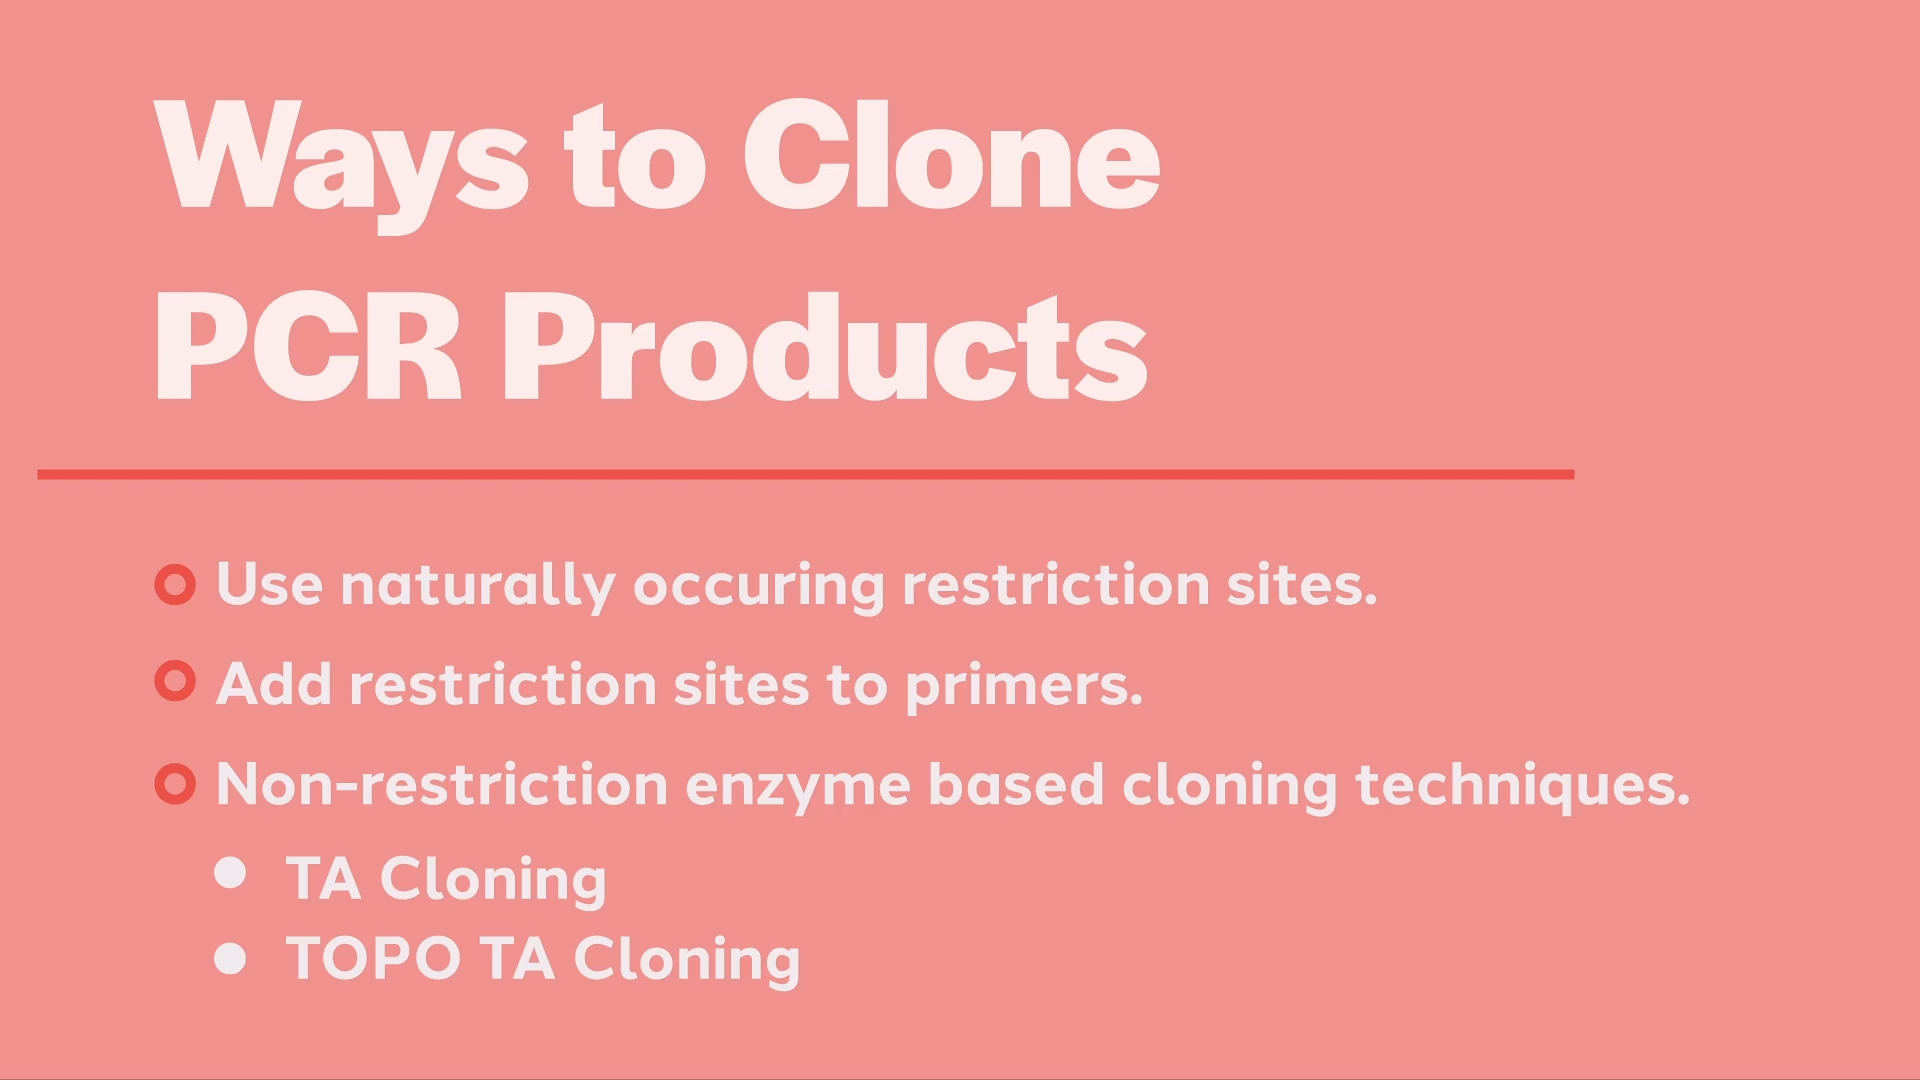 Ways to Clone
PCR Products
Use naturally occuring restriction sites.
Add restriction sites to primers.
Non-restriction enzyme based cloning techniques.
TA Cloning
TOPO TA Cloning